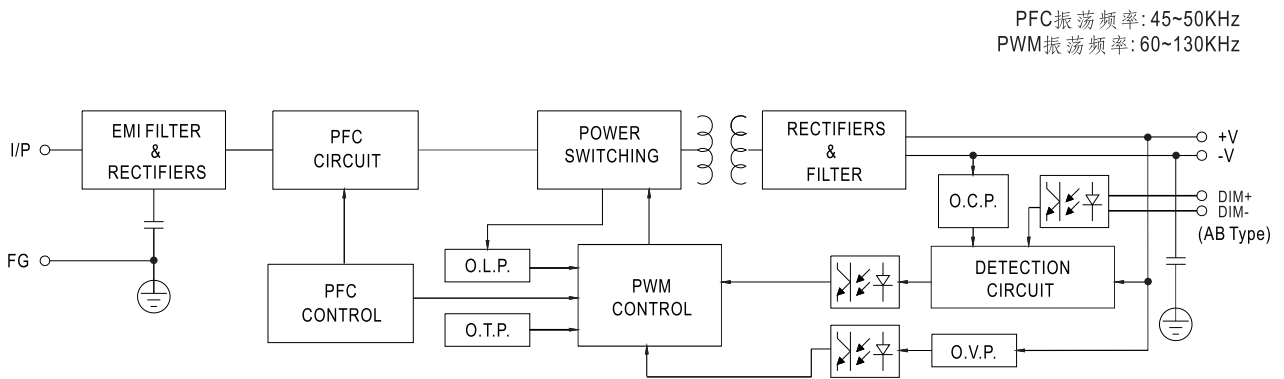 PFC振荡频率: 45~50KHz
PWM振荡频率: 60~130KHz
I/P
EMI FILTER
&
RECTIFIERS
PFC
CIRCUIT
POWER
SWITCHING
RECTIFIERS
&
FILTER
+V
-V
DIM+
DIM-
(AB Type)
O.C.P.
FG
O.L.P.
PFC
CONTROL
O.T.P.
PWM
CONTROL
DETECTION
CIRCUIT
O.V.P.